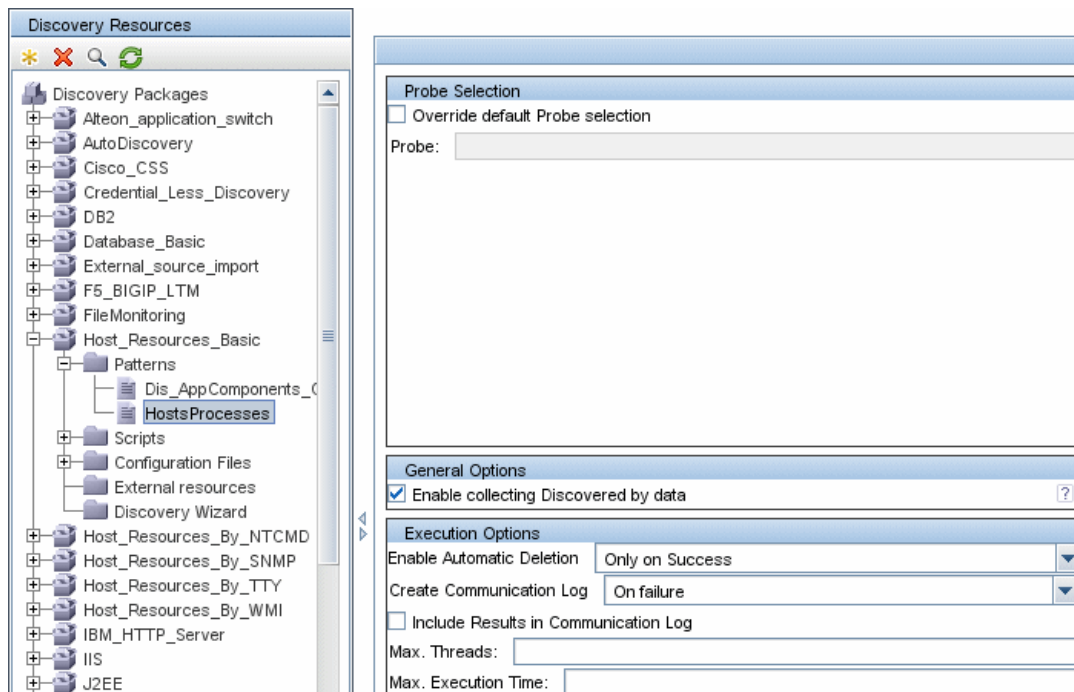 Discovery Resources
Discovery Packages
Alteon_application_switch
AutoDiscovery
Cisco_CSS
Credential_Less_Discovery
DB2
Database_Basic
External_source_import
F5_BIGIP_LTM
FileMonitoring
Host_Resources_Basic
Patterns
Dis_AppComponents_
HostsProcesses
Scripts
Configuration Files
External resources
Discovery Wizard
Host_Resources_By_NTCMD
Host_Resources_By_SNMP
Host_Resources_By_TTY
Host_Resources_By_WMI
IBM_HTTP_Server
IIS
J2EE
Probe Selection
Override default Probe selection
Probe:
General Options
Enable collecting Discovered by data
?
Execution Options
Enable Automatic Deletion Only on Success
Create Communication Log On failure
Include Results in Communication Log
Max. Threads:
Max. Execution Time: